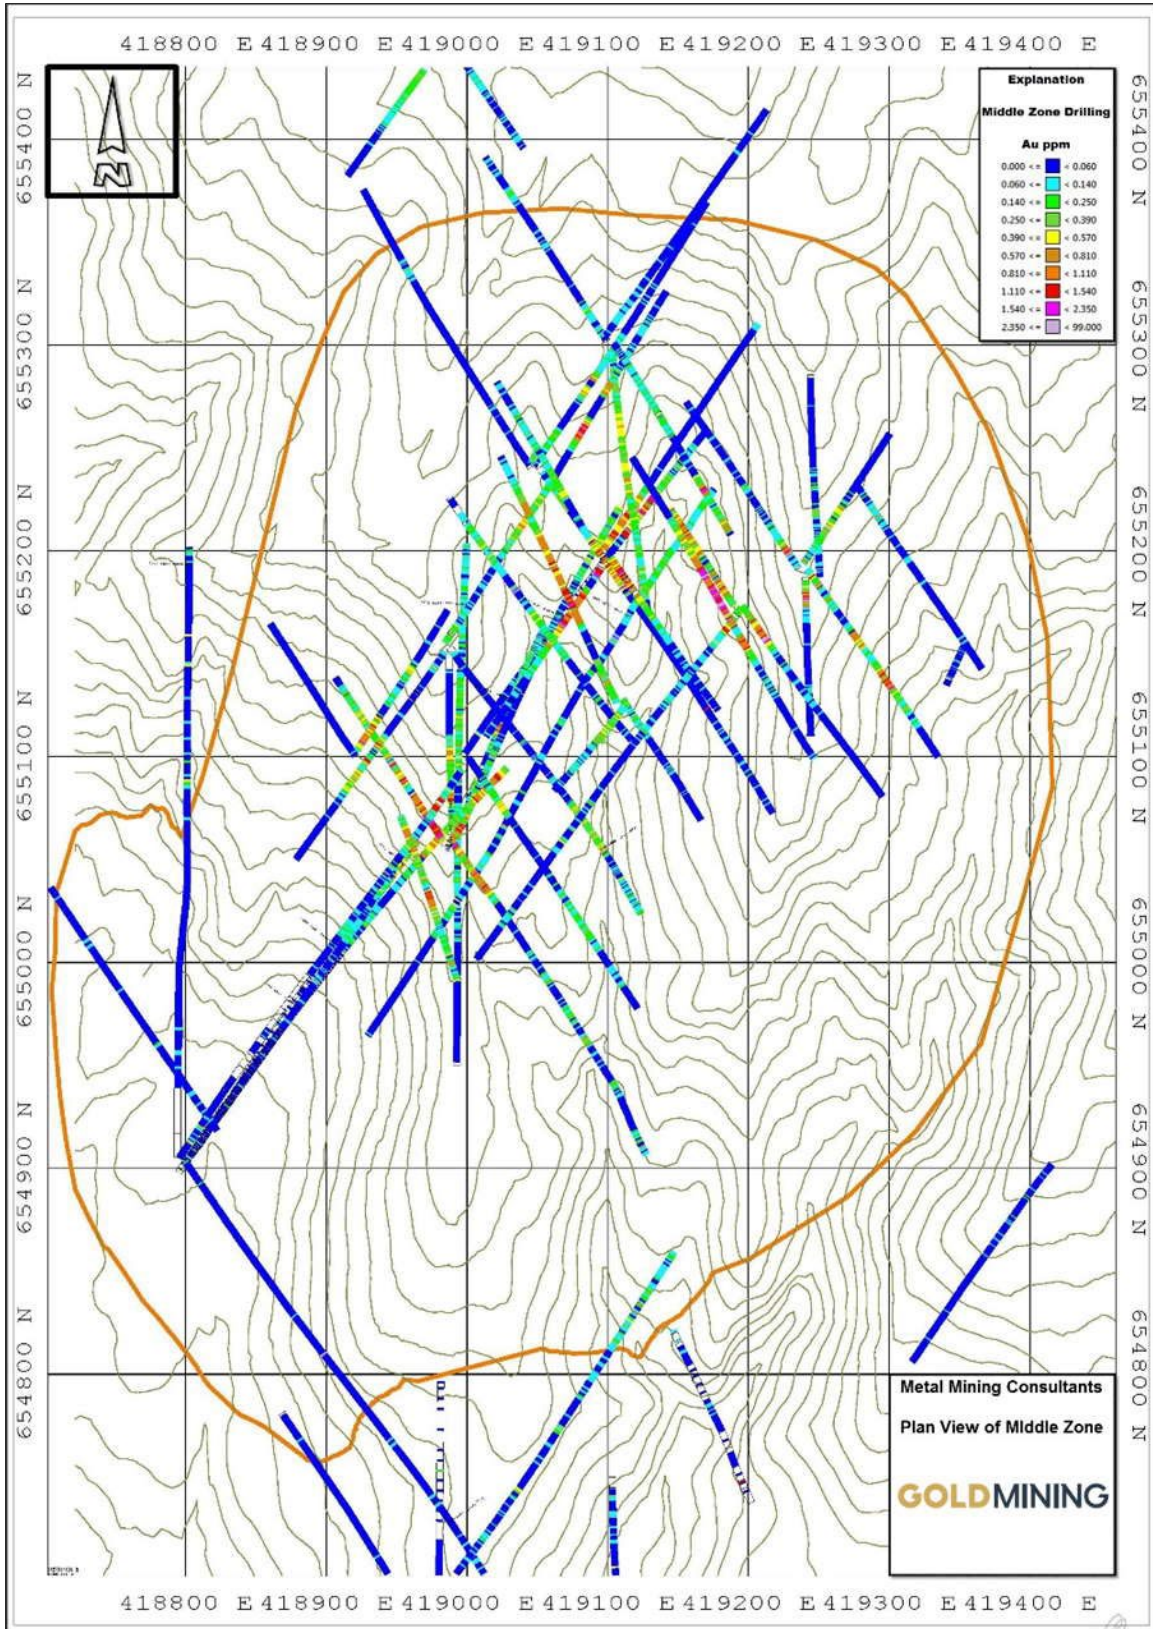 418800 E 418900 E 419000 E 419100 E 419200 E 419300 E 419400 E
655400 N
655300 N
655200 N
655100 N
655000 N
654900 N
654800 N
N
Explanation
Middle Zone Drilling
Au ppm
0.000 <= < 0.060
0.060 <= < 0.140
0.140 <= < 0.250
0.250 <= < 0.390
0.390 <= < 0.570
0.570 <= < 0.810
0.810 <= < 1.110
1.110 <= < 1.540
1.540 <= < 2.350
2.350 <= < 99.000
655400 N
655300 N
655200 N
655100 N
655000 N
654900 N
654800 N
Metal Mining Consultants
Plan View of MIddle Zone
GOLDMINING
418800 E 418900 E 419000 E 419100 E 419200 E 419300 E 419400 E